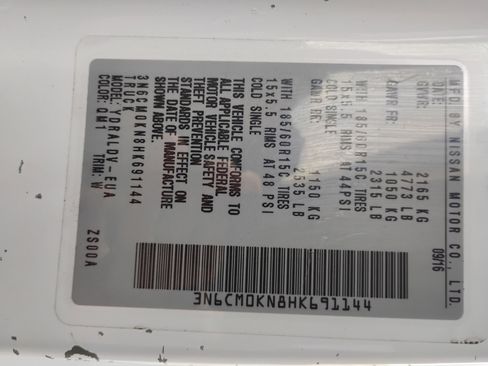 MFD. BY NISSAN MOTOR CO., LTD.
DATE: 09/16
GVWR: 2165 KG
4773 LB
GAWR FR: 1050 KG
2315 LB
WITH 185/60R15C TIRES
15x5.5 RIMS AT 44PSI
COLD SINGLE
GAWR RR: 1150 KG
2535 LB
WITH 185/60R15C TIRES
15x5.5 RIMS AT 48 PSI
COLD SINGLE
THIS VEHICLE CONFORMS TO
ALL APPLICABLE FEDERAL
MOTOR VEHICLE SAFETY AND
THEFT PREVENTION
STANDARDS IN EFFECT ON
THE DATE OF MANUFACTURE
SHOWN ABOVE.
3N6CM0KN8HK691144
TRUCK
MODEL: YDRALDV-EUA
COLOR: QM1 TRIM: W
ZS00A
3N6CM0KN8HK691144